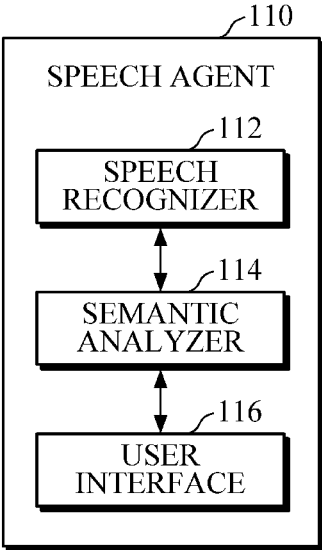 110
SPEECH AGENT
112
SPEECH
RECOGNIZER
114
SEMANTIC
ANALYZER
116
USER
INTERFACE